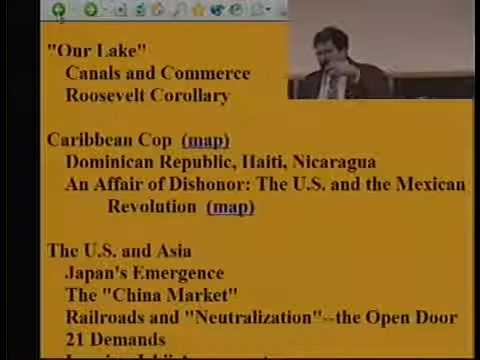 "Our Lake"
Canals and Commerce
Roosevelt Corollary
Caribbean Cop (map)
Dominican Republic, Haiti, Nicaragua
An Affair of Dishonor: The U.S. and the Mexican
Revolution (map)
The U.S. and Asia
Japan's Emergence
The "China Market"
Railroads and "Neutralization"--the Open Door
21 Demands